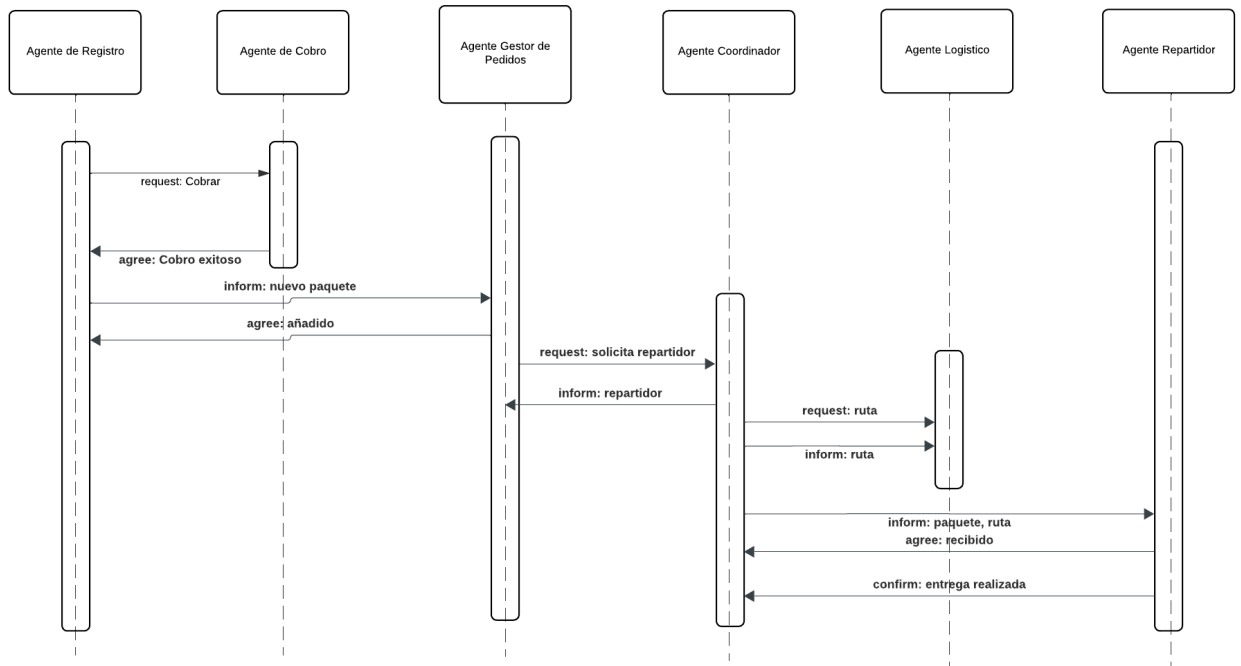 Agente de Registro
Agente de Cobro
Agente Gestor de
Pedidos
Agente Coordinador
Agente Logistico
Agente Repartidor
request: Cobrar
agree: Cobro exitoso
inform: nuevo paquete
agree: añadido
request: solicita repartidor
inform: repartidor
request: ruta
inform: ruta
inform: paquete, ruta
agree: recibido
confirm: entrega realizada